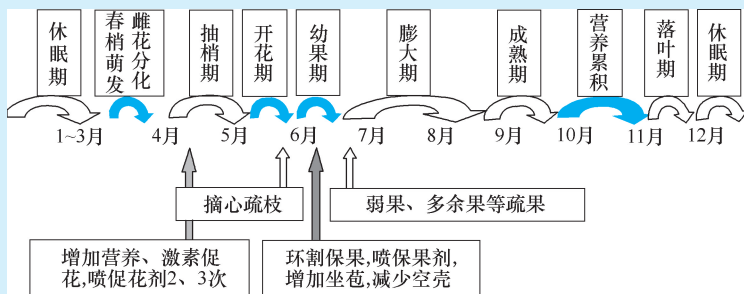 休眠期
春梢萌发
雌花分化
抽梢期
开花期
幼果期
膨大期
成熟期
营养累积
落叶期
休眠期
1~3月 4月 5月 6月 7月 8月 9月 10月 11月 12月
摘心疏枝
弱果、多余果等疏果
增加营养、激素促
花,喷促花剂2、3次
环割保果,喷保果剂,
增加坐苞,减少空壳